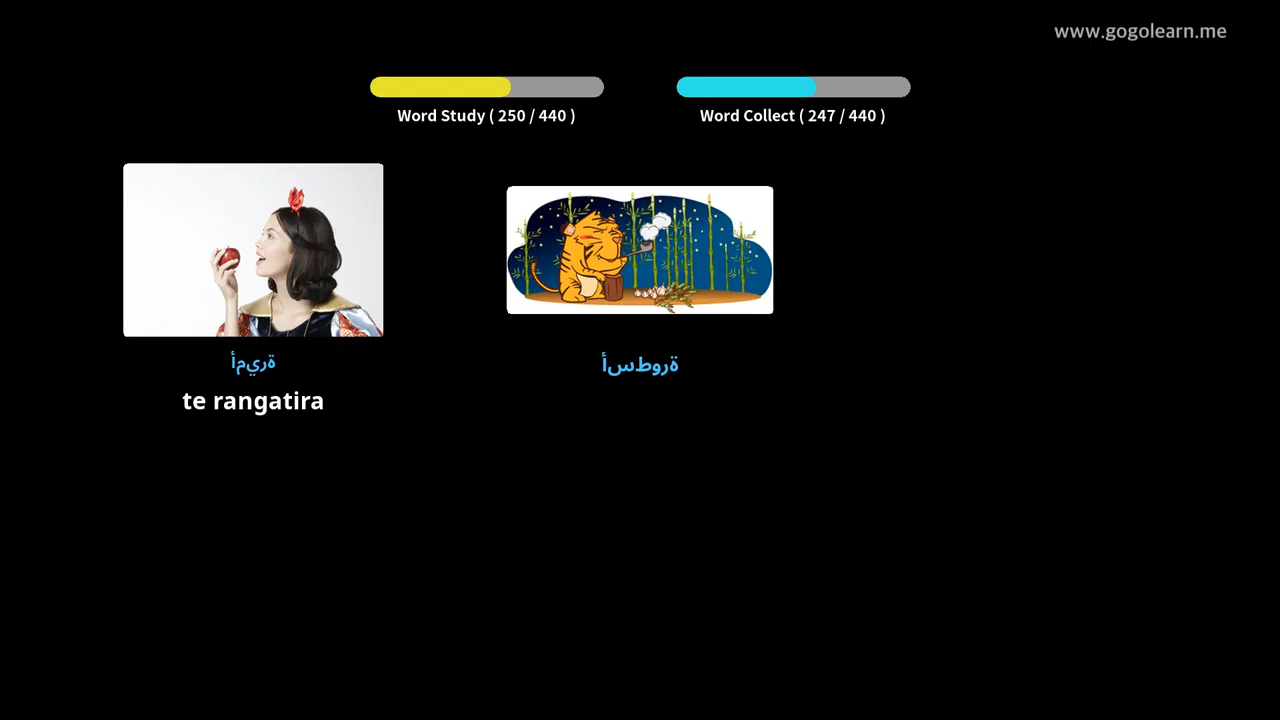 www.gogolearn.me
Word Study ( 250 / 440 )
Word Collect ( 247 / 440 )
أميرة
te rangatira
أسطورة